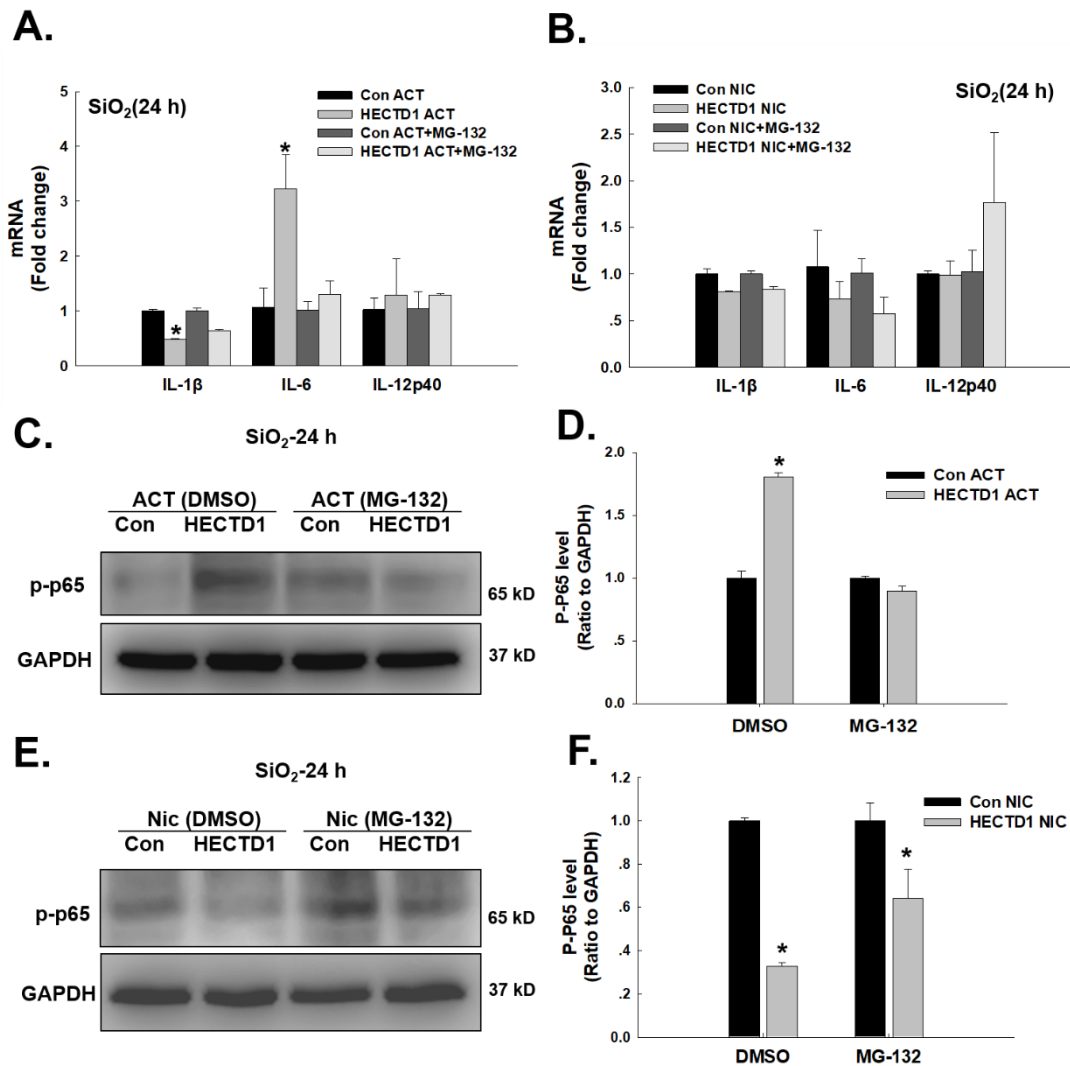 A.
SiO₂(24 h)
Con ACT
HECTD1 ACT
Con ACT+MG-132
HECTD1 ACT+MG-132
mRNA
(Fold change)
5
4
3
2
1
0
*
*
IL-1β IL-6 IL-12p40
B.
SiO₂(24 h)
Con NIC
HECTD1 NIC
Con NIC+MG-132
HECTD1 NIC+MG-132
mRNA
(Fold change)
3.0
2.5
2.0
1.5
1.0
.5
0.0
IL-1β IL-6 IL-12p40
C.
SiO₂-24 h
ACT (DMSO) ACT (MG-132)
Con HECTD1 Con HECTD1
p-p65 65 kD
GAPDH 37 kD
D.
Con ACT
HECTD1 ACT
P-P65 level
(Ratio to GAPDH)
2.0
1.5
1.0
.5
0.0
*
DMSO MG-132
E.
SiO₂-24 h
Nic (DMSO) Nic (MG-132)
Con HECTD1 Con HECTD1
p-p65 65 kD
GAPDH 37 kD
F.
Con NIC
HECTD1 NIC
P-P65 level
(Ratio to GAPDH)
1.2
1.0
.8
.6
.4
.2
0.0
*
*
DMSO MG-132